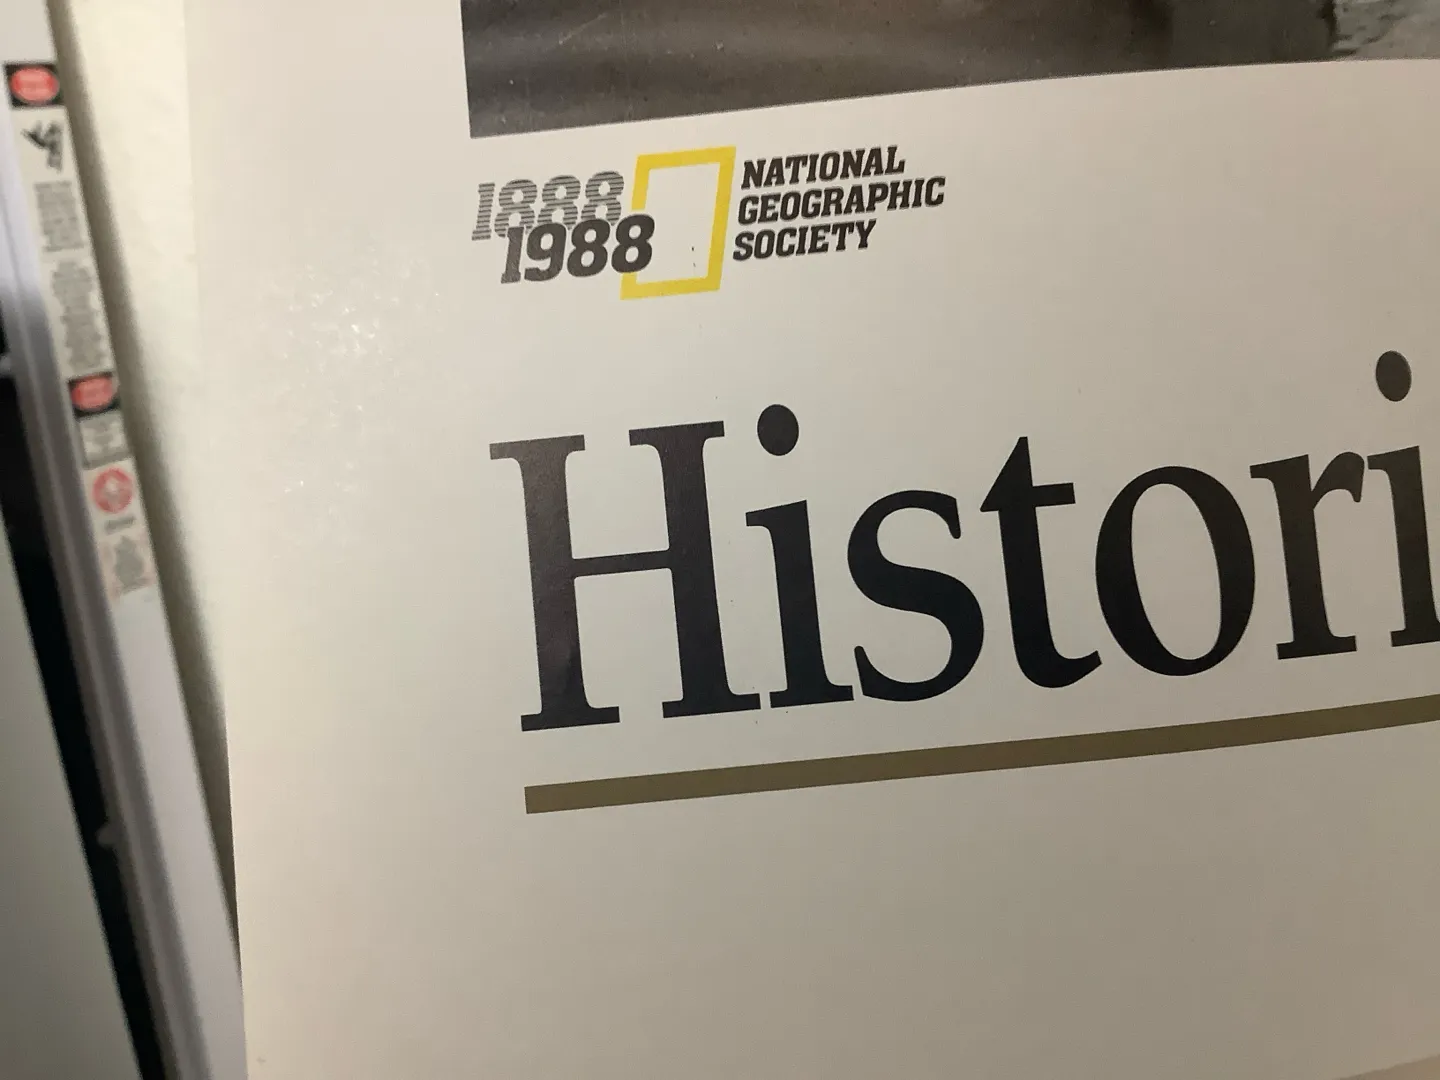 1888
1988
NATIONAL
GEOGRAPHIC
SOCIETY
Histori